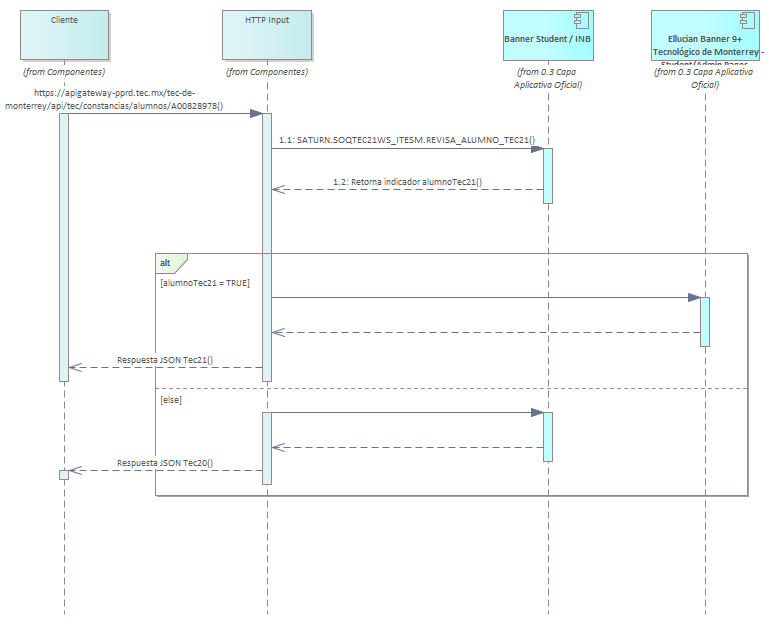 Cliente
HTTP Input
Banner Student / INB
Ellucian Banner 9+
Tecnológico de Monterrey -
Student/Admin Pages
(from Componentes)
(from Componentes)
(from 0.3 Capa
Aplicativa Oficial)
(from 0.3 Capa Aplicativa
Oficial)
https://apigateway-pprd.tec.mx/tec-de-
monterrey/api/tec/constancias/alumnos/A00828978()
1.1: SATURN.SOQTEC21WS_ITESM.REVISA_ALUMNO_TEC21()
1.2: Retorna indicador alumnoTec21()
alt
[alumnoTec21 = TRUE]
Respuesta JSON Tec21()
[else]
Respuesta JSON Tec20()